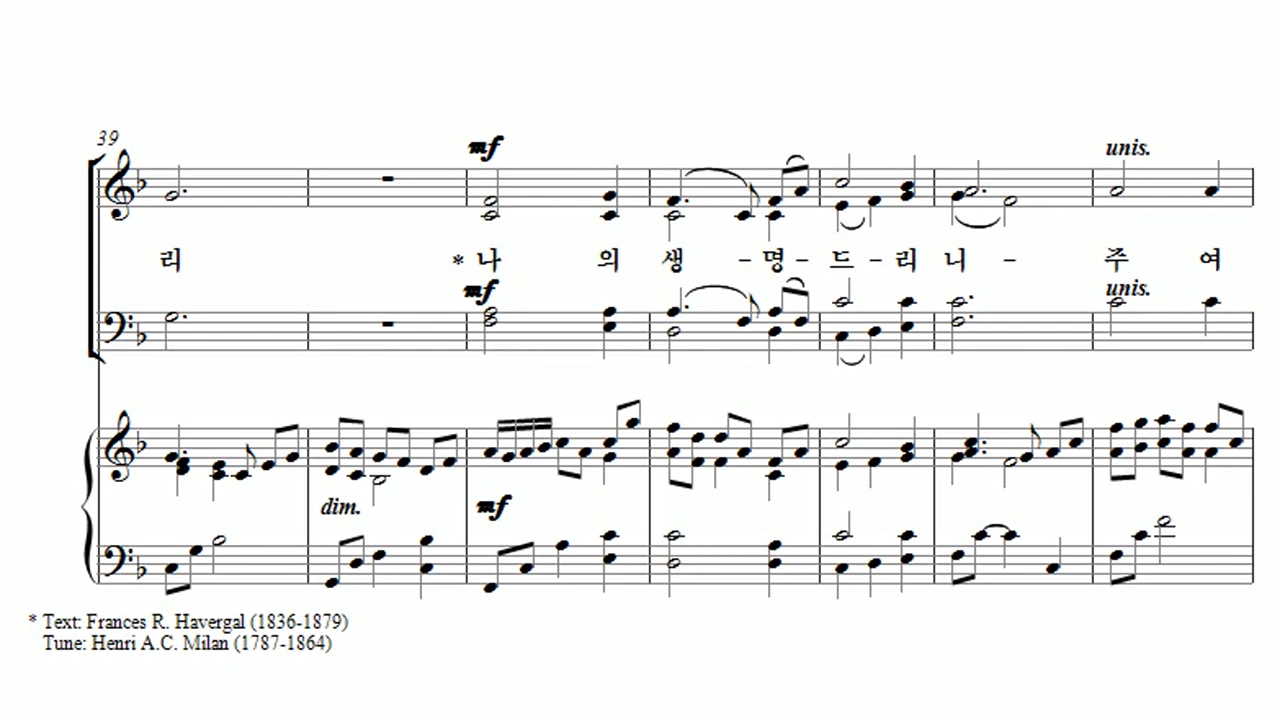 39
mf
unis.
리 * 나 의 생 - 명 - 드 - 리 니 - 주 여
mf
unis.
dim.
mf
* Text: Frances R. Havergal (1836-1879)
Tune: Henri A.C. Milan (1787-1864)